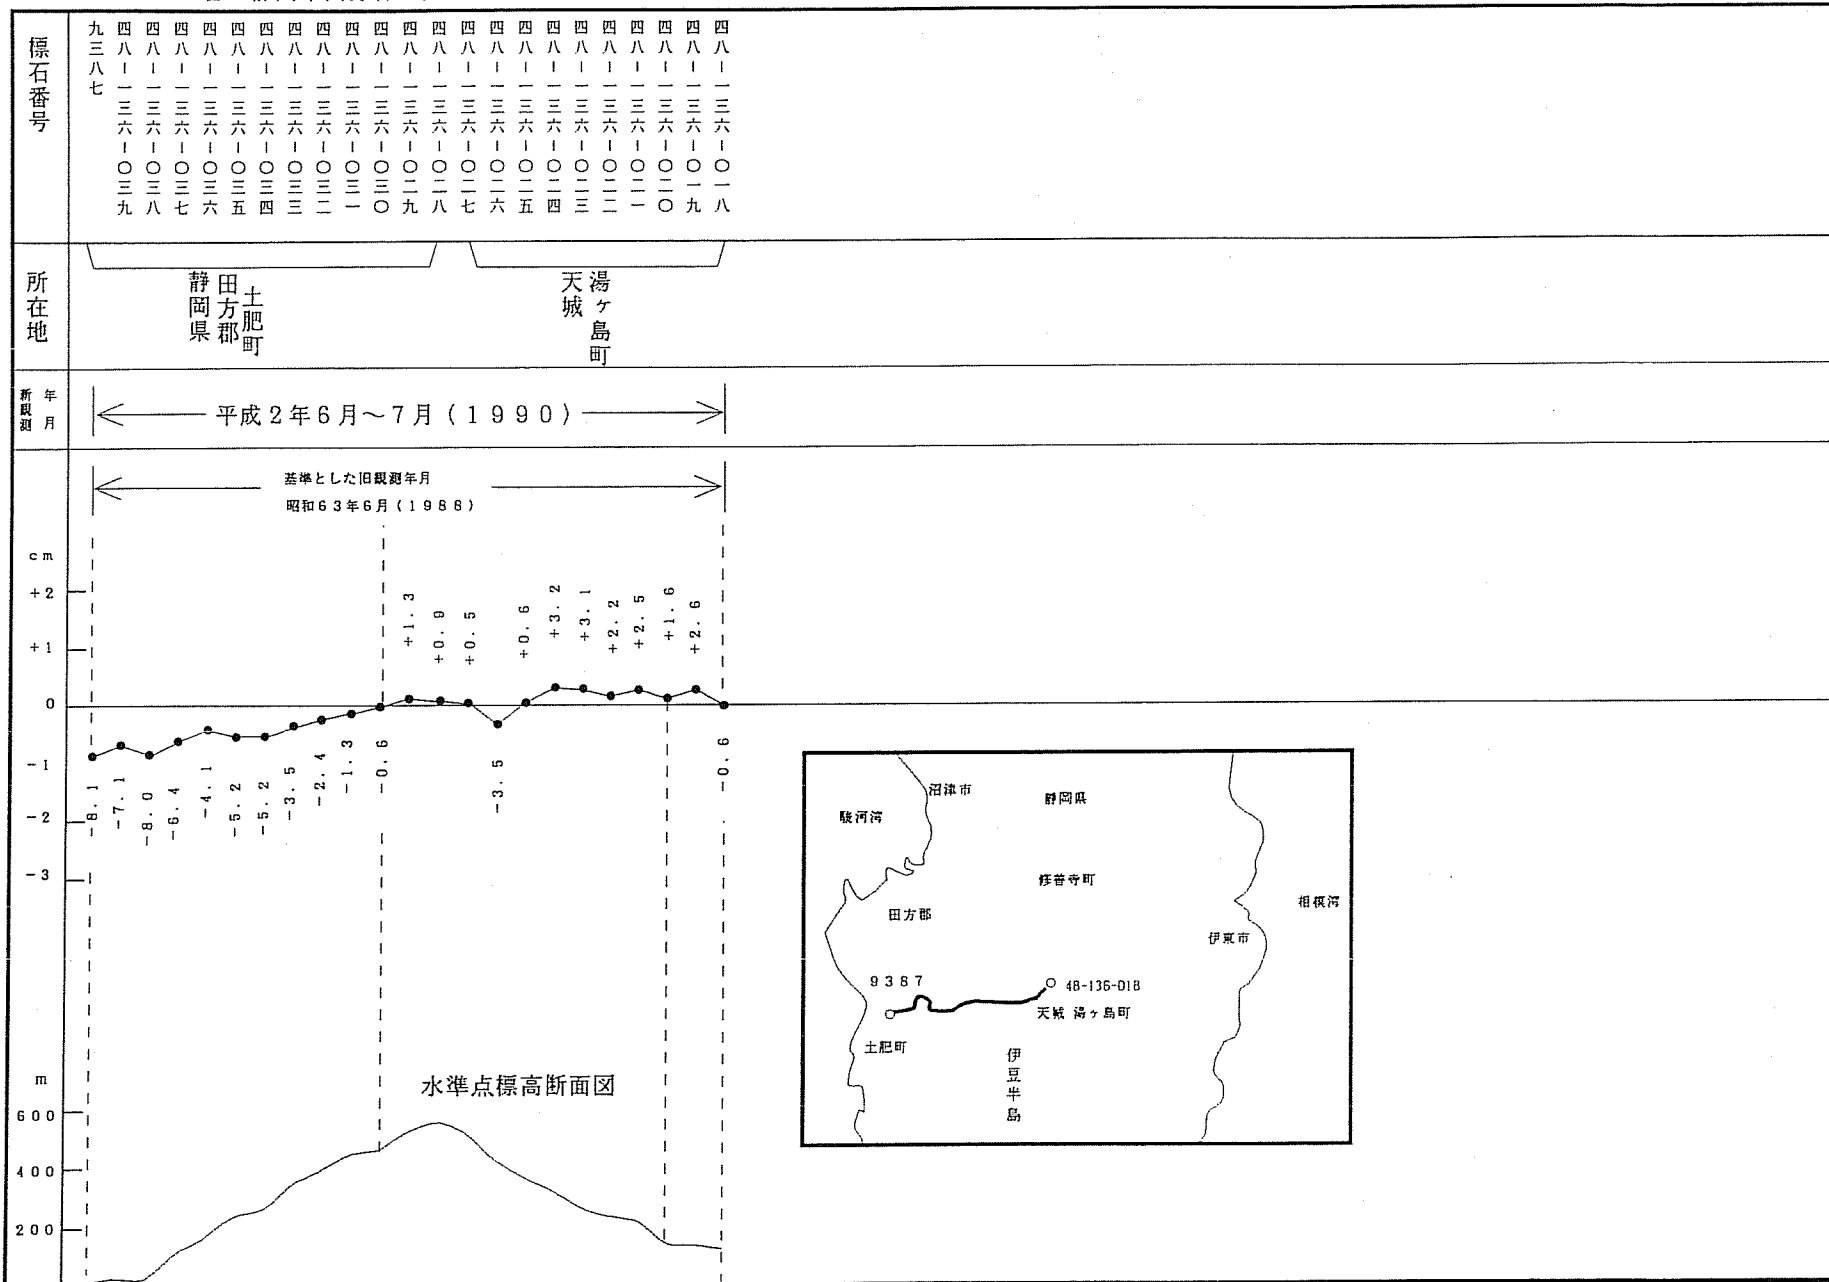 標石番号
九三八七
四八-一三六-〇三九
四八-一三六-〇三八
四八-一三六-〇三七
四八-一三六-〇三六
四八-一三六-〇三五
四八-一三六-〇三四
四八-一三六-〇三三
四八-一三六-〇三二
四八-一三六-〇三一
四八-一三六-〇三〇
四八-一三六-〇二九
四八-一三六-〇二八
四八-一三六-〇二七
四八-一三六-〇二六
四八-一三六-〇二五
四八-一三六-〇二四
四八-一三六-〇二三
四八-一三六-〇二二
四八-一三六-〇二一
四八-一三六-〇二〇
四八-一三六-〇一九
四八-一三六-〇一八
所在地
静岡県
田方郡
土肥町
天城
湯ヶ島町
新観測
年月
平成2年6月～7月(1990)
基準とした旧観測年月
昭和63年6月(1988)
cm
+2
+1
0
-1
-2
-3
-8.1
-7.1
-8.0
-6.4
-4.1
-5.2
-5.2
-3.5
-2.4
-1.3
-0.6
+1.3
+0.9
+0.5
-3.5
+0.6
+3.2
+3.1
+2.2
+2.5
+1.6
+2.6
-0.6
沼津市
静岡県
駿河湾
修善寺町
相模湾
田方郡
伊東市
9387
48-136-018
天城 湯ヶ島町
土肥町
伊豆半島
水準点標高断面図
m
600
400
200